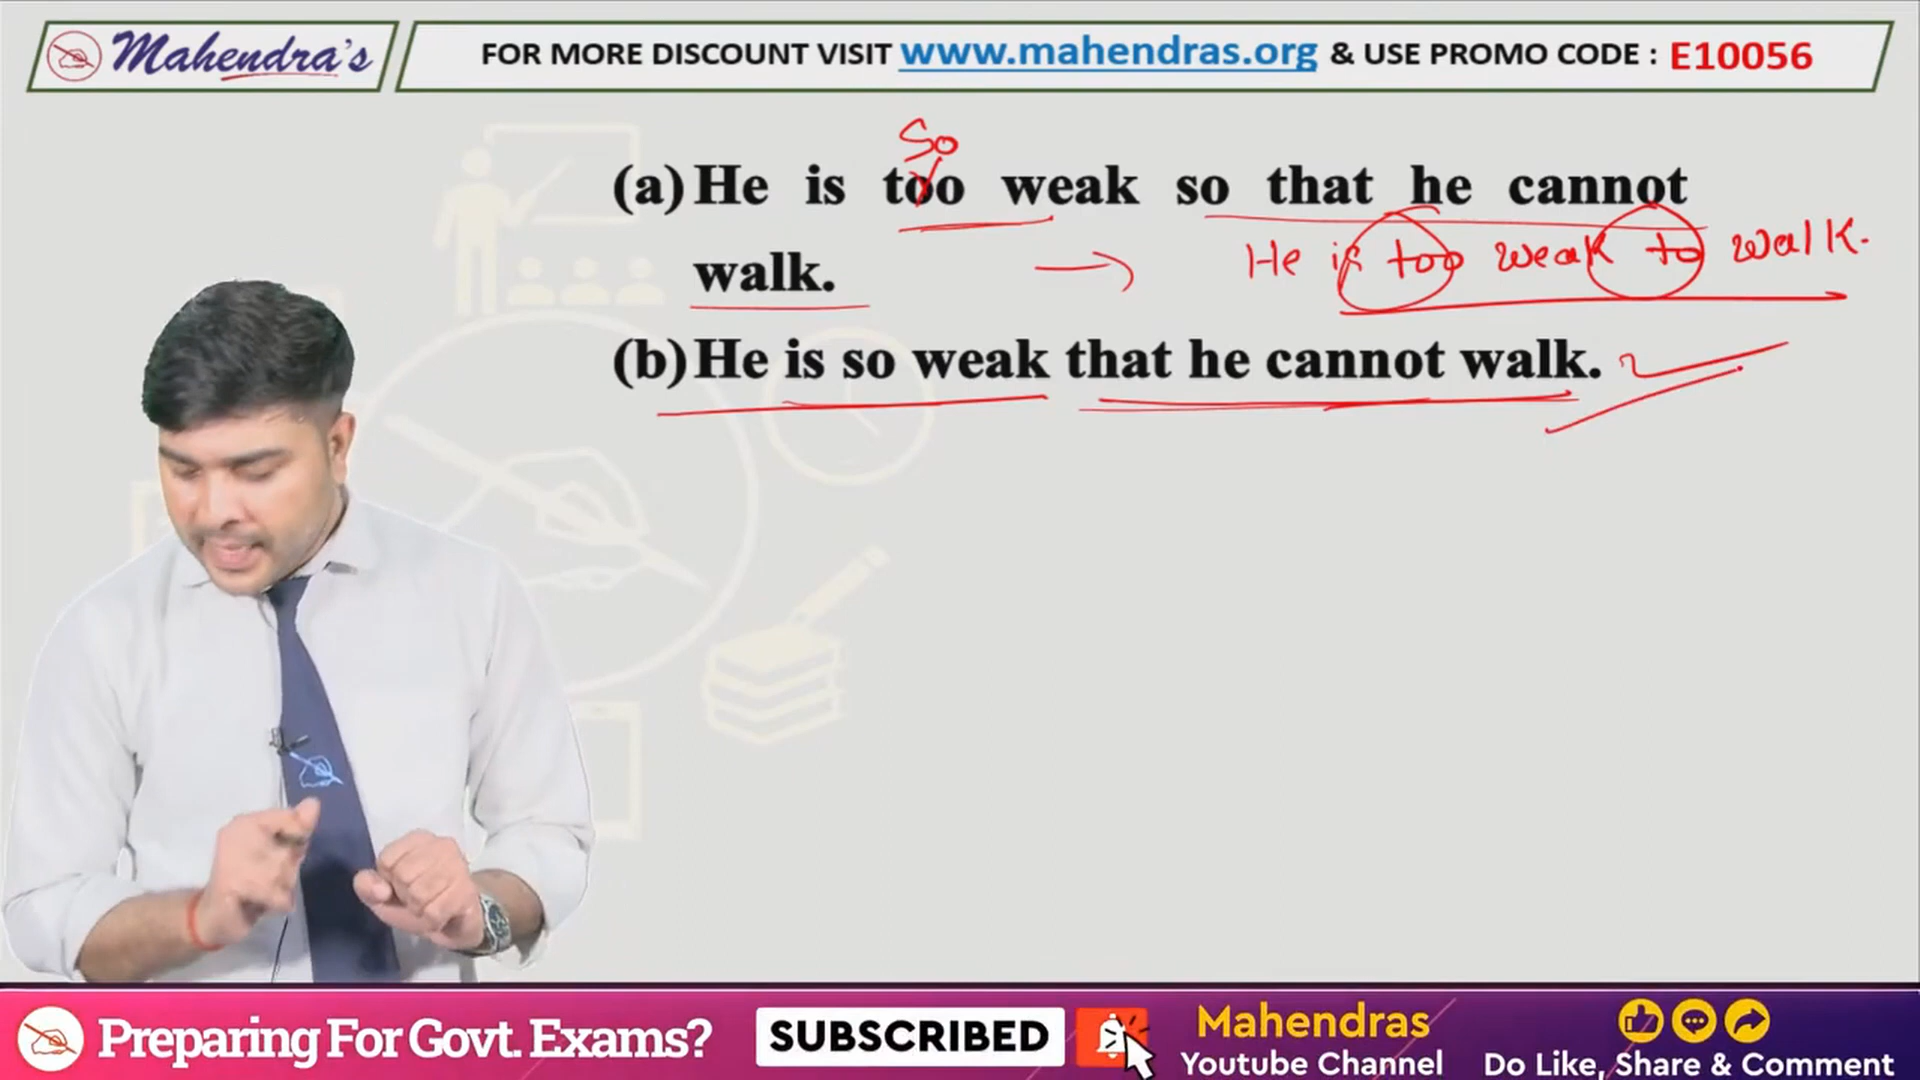 Mahendra's
FOR MORE DISCOUNT VISIT www.mahendras.org & USE PROMO CODE : E10056
So
(a) He is too weak so that he cannot
walk.
He is too weak to walk.
(b) He is so weak that he cannot walk.
Preparing For Govt. Exams?
SUBSCRIBED
Mahendras
Youtube Channel
Do Like, Share & Comment